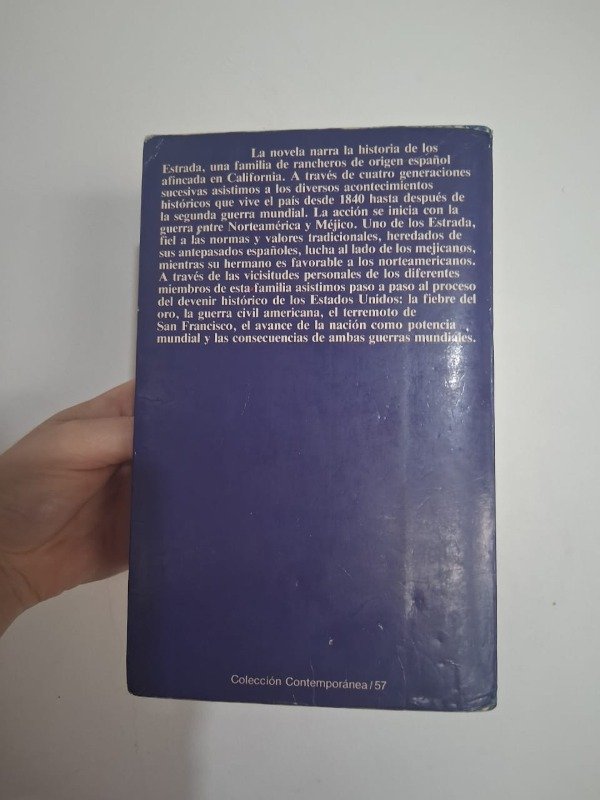 La novela narra la historia de los
Estrada, una familia de rancheros de origen español
afincada en California. A través de cuatro generaciones
sucesivas asistimos a los diversos acontecimientos
históricos que vive el país desde 1840 hasta después de
la segunda guerra mundial. La acción se inicia con la
guerra entre Norteamérica y Méjico. Uno de los Estrada,
fiel a las normas y valores tradicionales, heredados de
sus antepasados españoles, lucha al lado de los mejicanos,
mientras su hermano es favorable a los norteamericanos.
A través de las vicisitudes personales de los diferentes
miembros de esta familia asistimos paso a paso al proceso
del devenir histórico de los Estados Unidos: la fiebre del
oro, la guerra civil americana, el terremoto de
San Francisco, el avance de la nación como potencia
mundial y las consecuencias de ambas guerras mundiales.
Colección Contemporánea/57